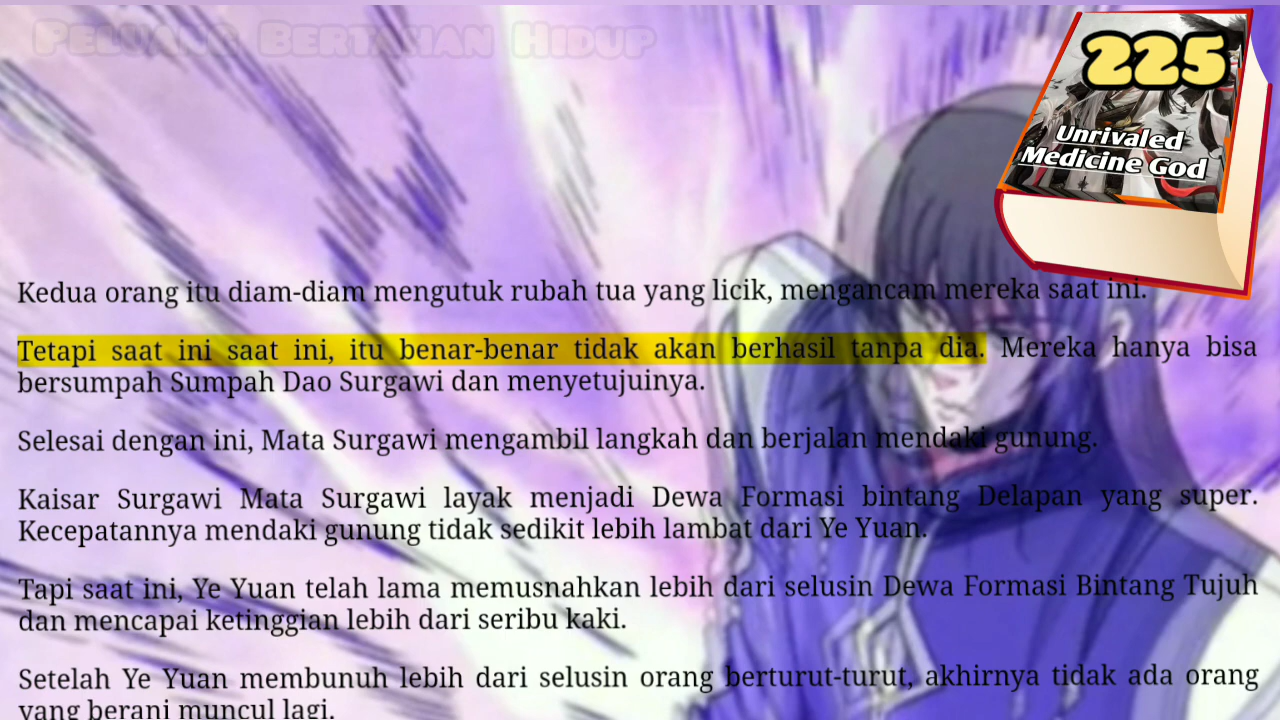 Peluang Bertahan Hidup
225
Unrivaled
Medicine God
Kedua orang itu diam-diam mengutuk rubah tua yang licik, mengancam mereka saat ini.
Tetapi saat ini saat ini, itu benar-benar tidak akan berhasil tanpa dia. Mereka hanya bisa
bersumpah Sumpah Dao Surgawi dan menyetujuinya.
Selesai dengan ini, Mata Surgawi mengambil langkah dan berjalan mendaki gunung.
Kaisar Surgawi Mata Surgawi layak menjadi Dewa Formasi bintang Delapan yang super.
Kecepatannya mendaki gunung tidak sedikit lebih lambat dari Ye Yuan.
Tapi saat ini, Ye Yuan telah lama memusnahkan lebih dari selusin Dewa Formasi Bintang Tujuh
dan mencapai ketinggian lebih dari seribu kaki.
Setelah Ye Yuan membunuh lebih dari selusin orang berturut-turut, akhirnya tidak ada orang
yang berani muncul lagi.